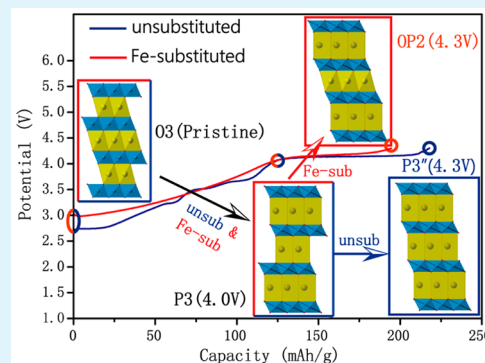 unsubstituted
Fe-substituted
OP2(4.3V)
O3(Pristine)
Fe-sub
P3″(4.3V)
unsub &
Fe-sub
unsub
P3(4.0V)
Potential (V)
6.0
5.5
5.0
4.5
4.0
3.5
3.0
2.5
2.0
1.5
1.0
0
50
100
150
200
250
Capacity (mAh/g)